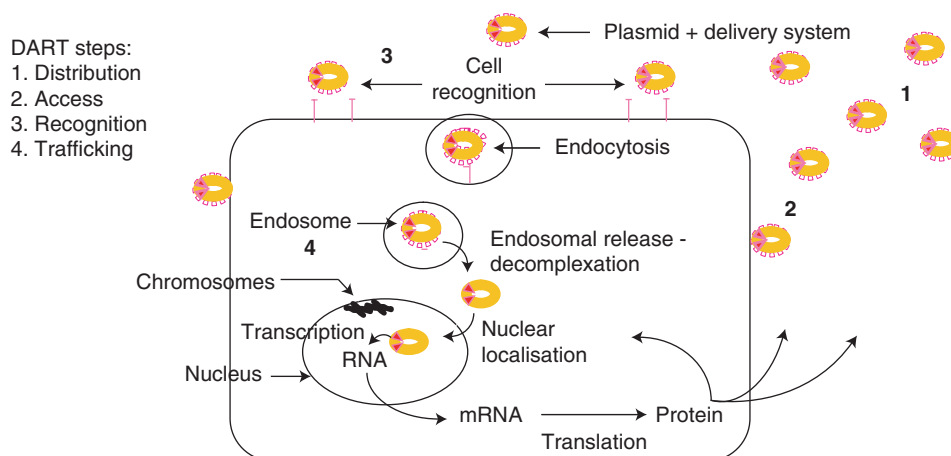 DART steps:
1. Distribution
2. Access
3. Recognition
4. Trafficking
Plasmid + delivery system
3
Cell
recognition
1
Endocytosis
2
Endosome
4
Endosomal release -
decomplexation
Chromosomes
Transcription
RNA
Nuclear
localisation
Nucleus
mRNA
Protein
Translation